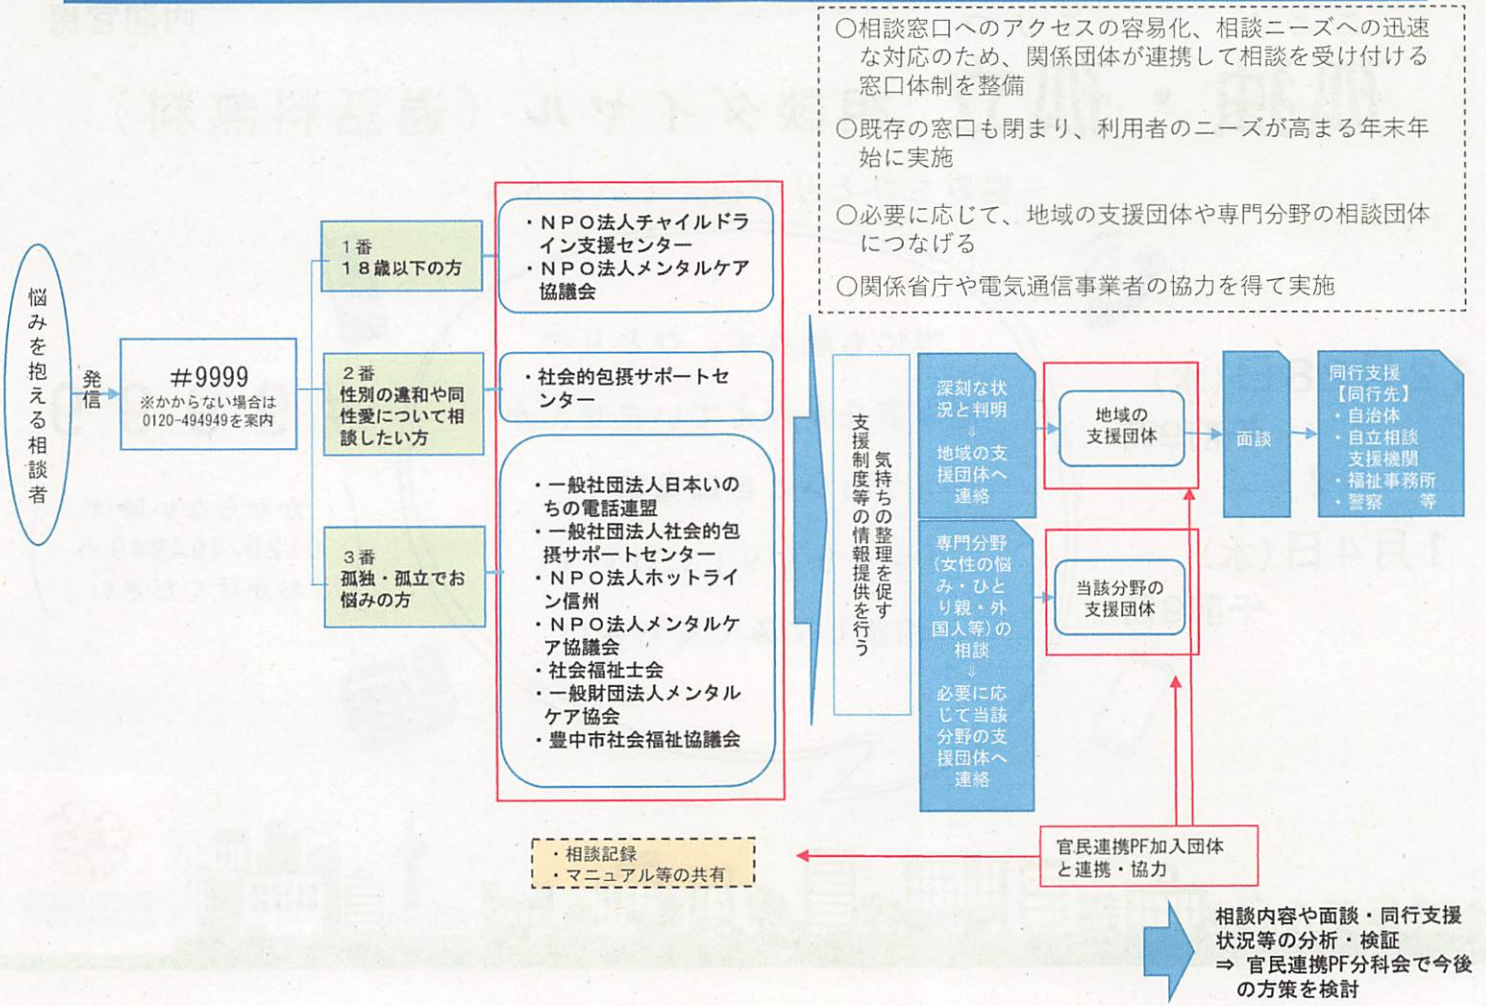 ○相談窓口へのアクセスの容易化、相談ニーズへの迅速
な対応のため、関係団体が連携して相談を受け付ける
窓口体制を整備
○既存の窓口も閉まり、利用者のニーズが高まる年末年
始に実施
○必要に応じて、地域の支援団体や専門分野の相談団体
につなげる
○関係省庁や電気通信事業者の協力を得て実施
悩みを抱える相談者
発信
#9999
※かからない場合は
0120-494949を案内
1番
18歳以下の方
2番
性別の違和や同
性愛について相
談したい方
3番
孤独・孤立でお
悩みの方
・NPO法人チャイルドラ
イン支援センター
・NPO法人メンタルケア
協議会
・社会的包摂サポートセ
ンター
・一般社団法人日本いの
ちの電話連盟
・一般社団法人社会的包
摂サポートセンター
・NPO法人ホットライ
ン信州
・NPO法人メンタルケ
ア協議会
・社会福祉士会
・一般財団法人メンタル
ケア協会
・豊中市社会福祉協議会
気持ちの整理を促す
支援制度等の情報提供を行う
深刻な状
況と判明
⇓
地域の支
援団体へ
連絡
地域の
支援団体
面談
同行支援
【同行先】
・自治体
・自立相談
支援機関
・福祉事務所
・警察 等
専門分野
(女性の悩
み・ひと
り親・外
国人等)の
相談
⇓
必要に応
じて当該
分野の支
援団体へ
連絡
当該分野の
支援団体
・相談記録
・マニュアル等の共有
官民連携PF加入団体
と連携・協力
相談内容や面談・同行支援
状況等の分析・検証
⇒ 官民連携PF分科会で今後
の方策を検討